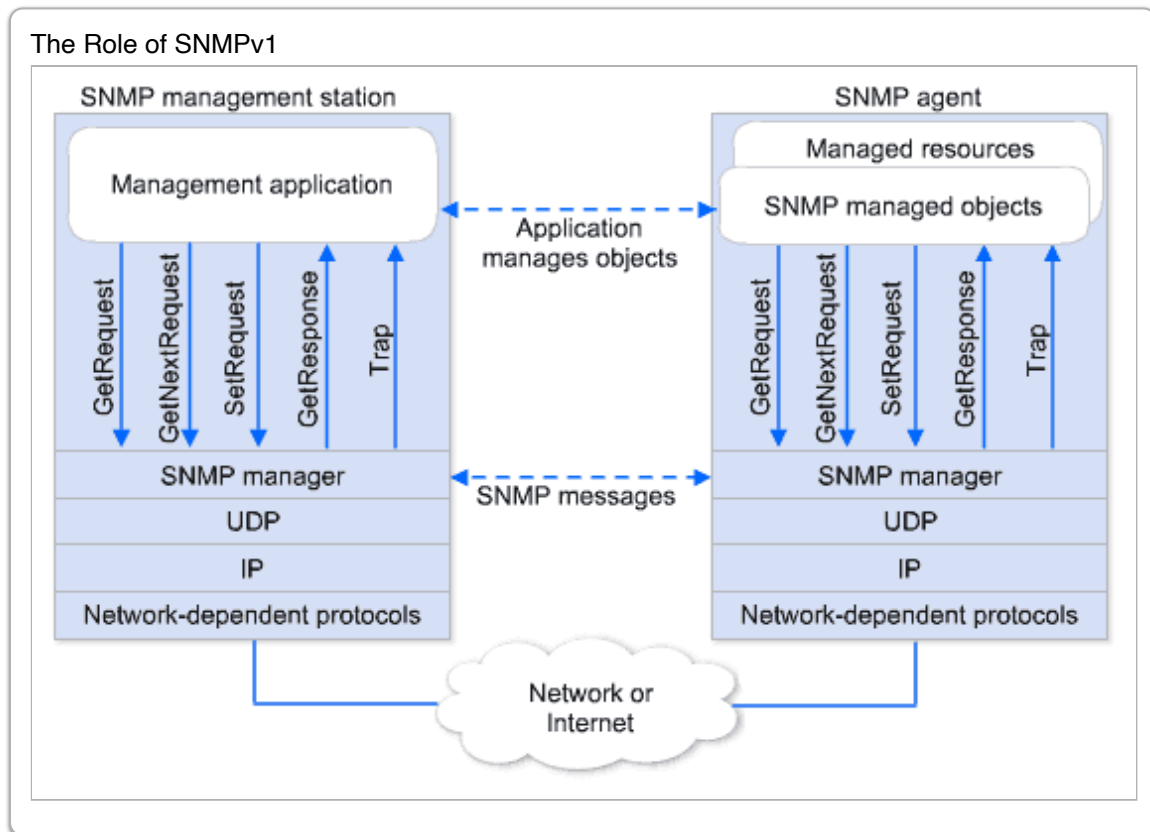 The Role of SNMPv1
SNMP management station
Management application
GetRequest
GetNextRequest
SetRequest
GetResponse
Trap
SNMP manager
UDP
IP
Network-dependent protocols
Application
manages objects
SNMP messages
SNMP agent
Managed resources
SNMP managed objects
GetRequest
GetNextRequest
SetRequest
GetResponse
Trap
SNMP manager
UDP
IP
Network-dependent protocols
Network or
Internet